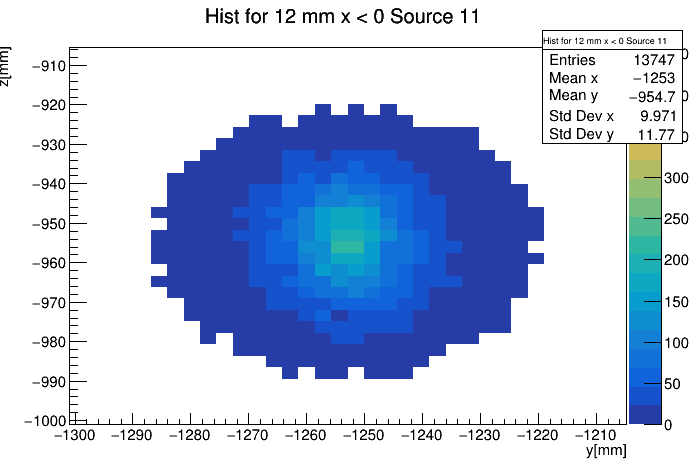 Hist for 12 mm x < 0 Source 11
z[mm]
Hist for 12 mm x < 0 Source 11
Entries 13747
Mean x −1253
Mean y −954.7
Std Dev x 9.971
Std Dev y 11.77
−910
−920
−930
−940
−950
−960
−970
−980
−990
−1000
300
250
200
150
100
50
0
−1300 −1290 −1280 −1270 −1260 −1250 −1240 −1230 −1220 −1210
y[mm]